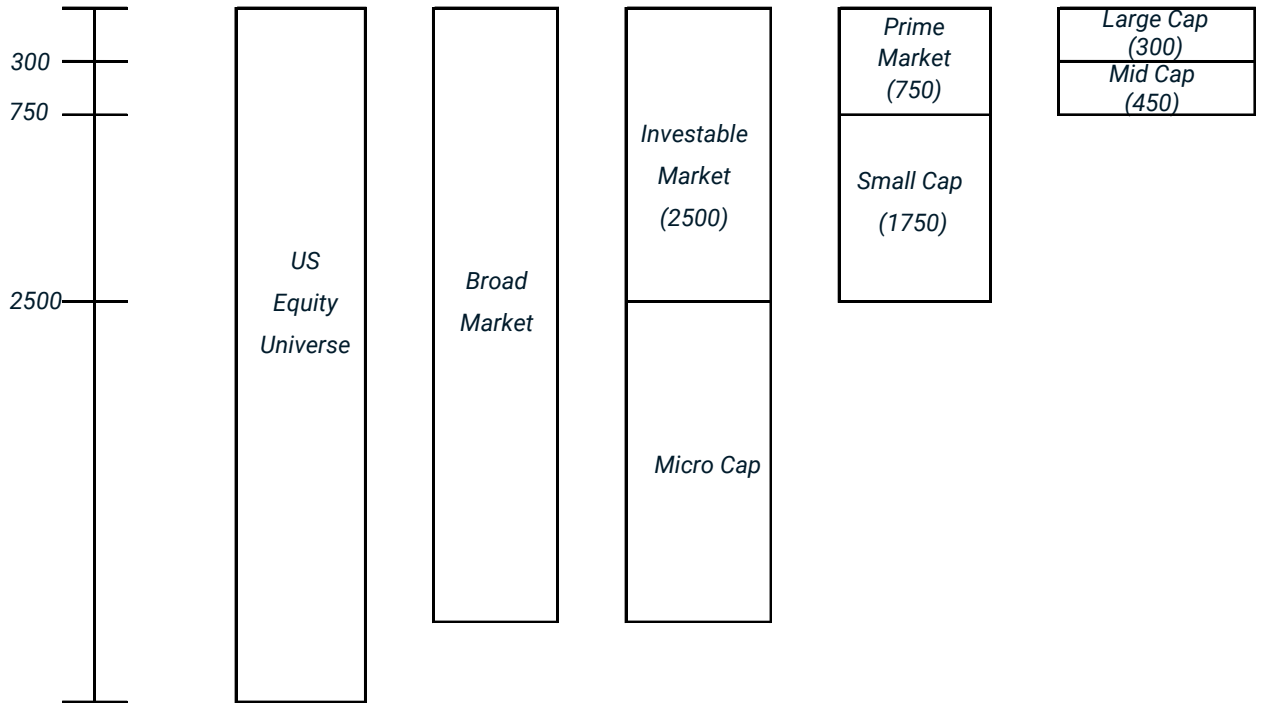 300
750
2500
US
Equity
Universe
Broad
Market
Investable
Market
(2500)
Micro Cap
Prime
Market
(750)
Small Cap
(1750)
Large Cap
(300)
Mid Cap
(450)